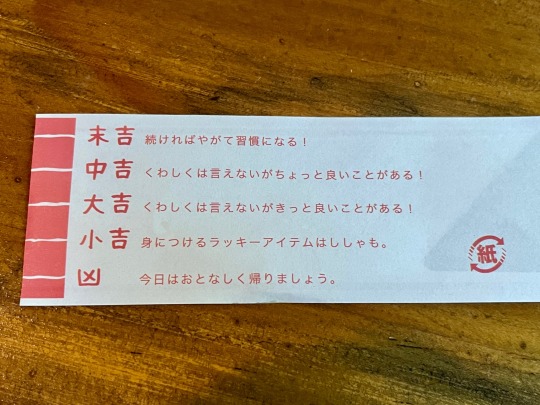 末吉 続ければやがて習慣になる！
中吉 くわしくは言えないがちょっと良いことがある！
大吉 くわしくは言えないがきっと良いことがある！
小吉 身につけるラッキーアイテムはししゃも。
凶 今日はおとなしく帰りましょう。
紙